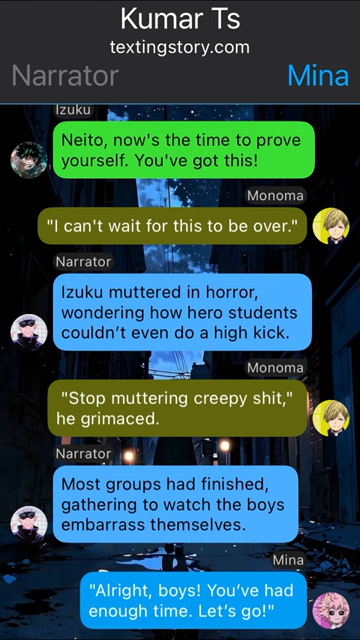 Kumar Ts
textingstory.com
Narrator
Mina
Izuku
Neito, now's the time to prove
yourself. You've got this!
Monoma
"I can't wait for this to be over."
Narrator
Izuku muttered in horror,
wondering how hero students
couldn’t even do a high kick.
Monoma
"Stop muttering creepy shit,"
he grimaced.
Narrator
Most groups had finished,
gathering to watch the boys
embarrass themselves.
Mina
"Alright, boys! You’ve had
enough time. Let’s go!"